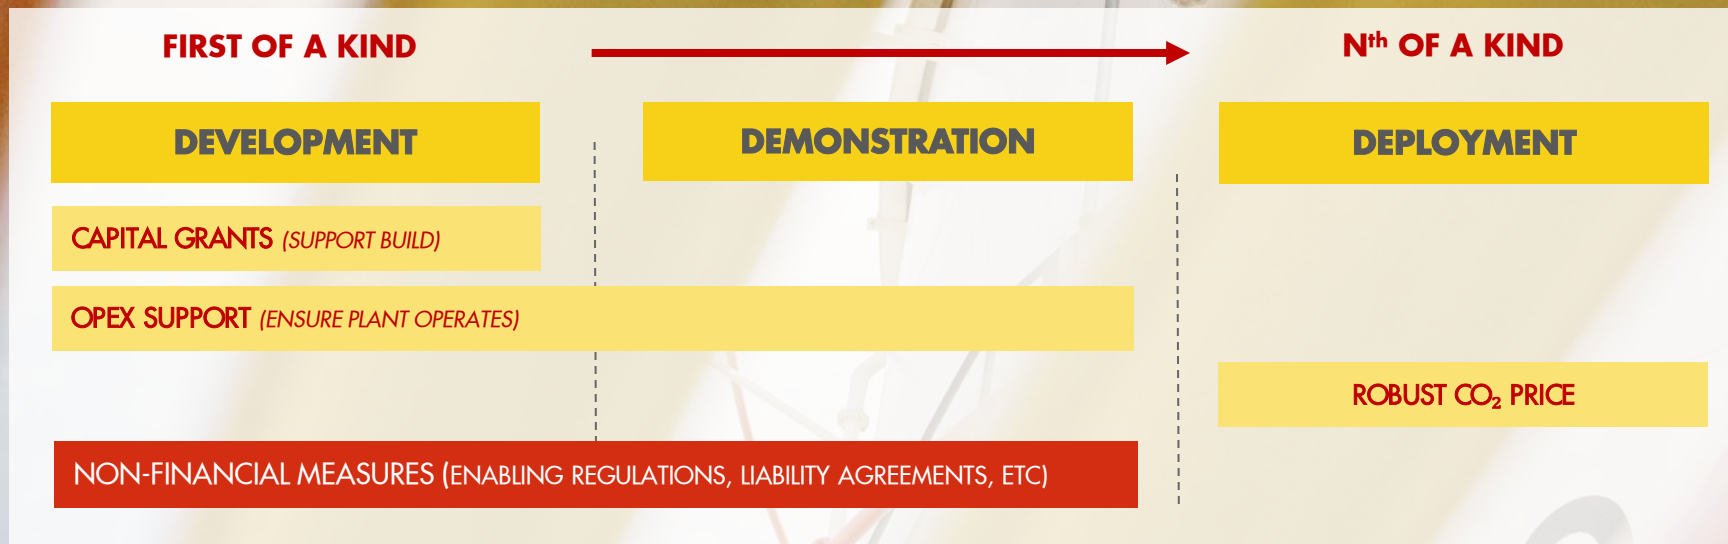 FIRST OF A KIND
Nth OF A KIND
DEVELOPMENT
DEMONSTRATION
DEPLOYMENT
CAPITAL GRANTS (SUPPORT BUILD)
OPEX SUPPORT (ENSURE PLANT OPERATES)
ROBUST CO₂ PRICE
NON-FINANCIAL MEASURES (ENABLING REGULATIONS, LIABILITY AGREEMENTS, ETC)